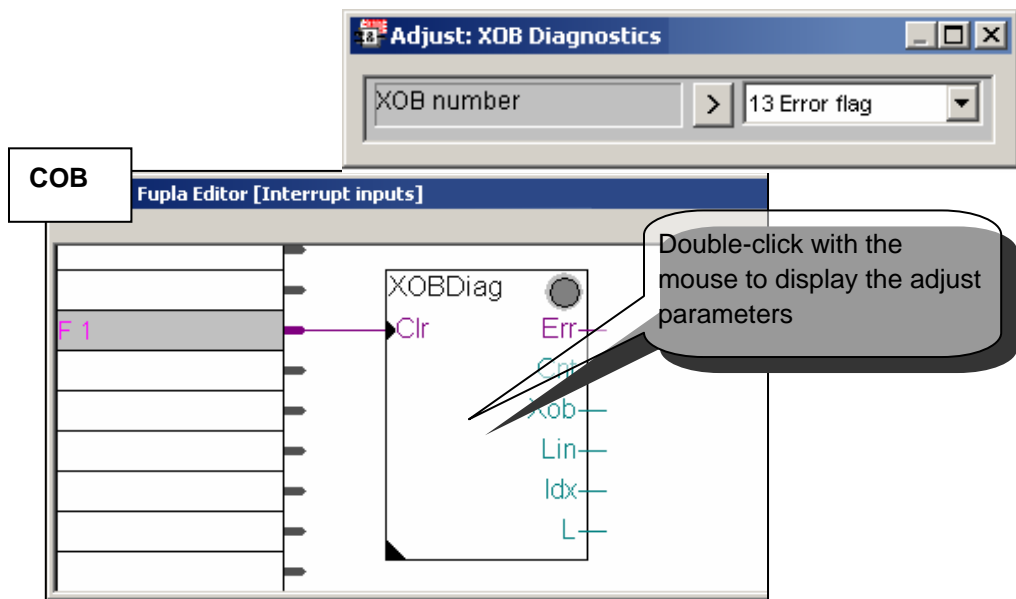 Adjust: XOB Diagnostics
XOB number
>
13 Error flag
COB
Fupla Editor [Interrupt inputs]
Double-click with the
mouse to display the adjust
parameters
XOBDiag
F 1
Clr
Err
Cnt
Xob
Lin
Idx
L